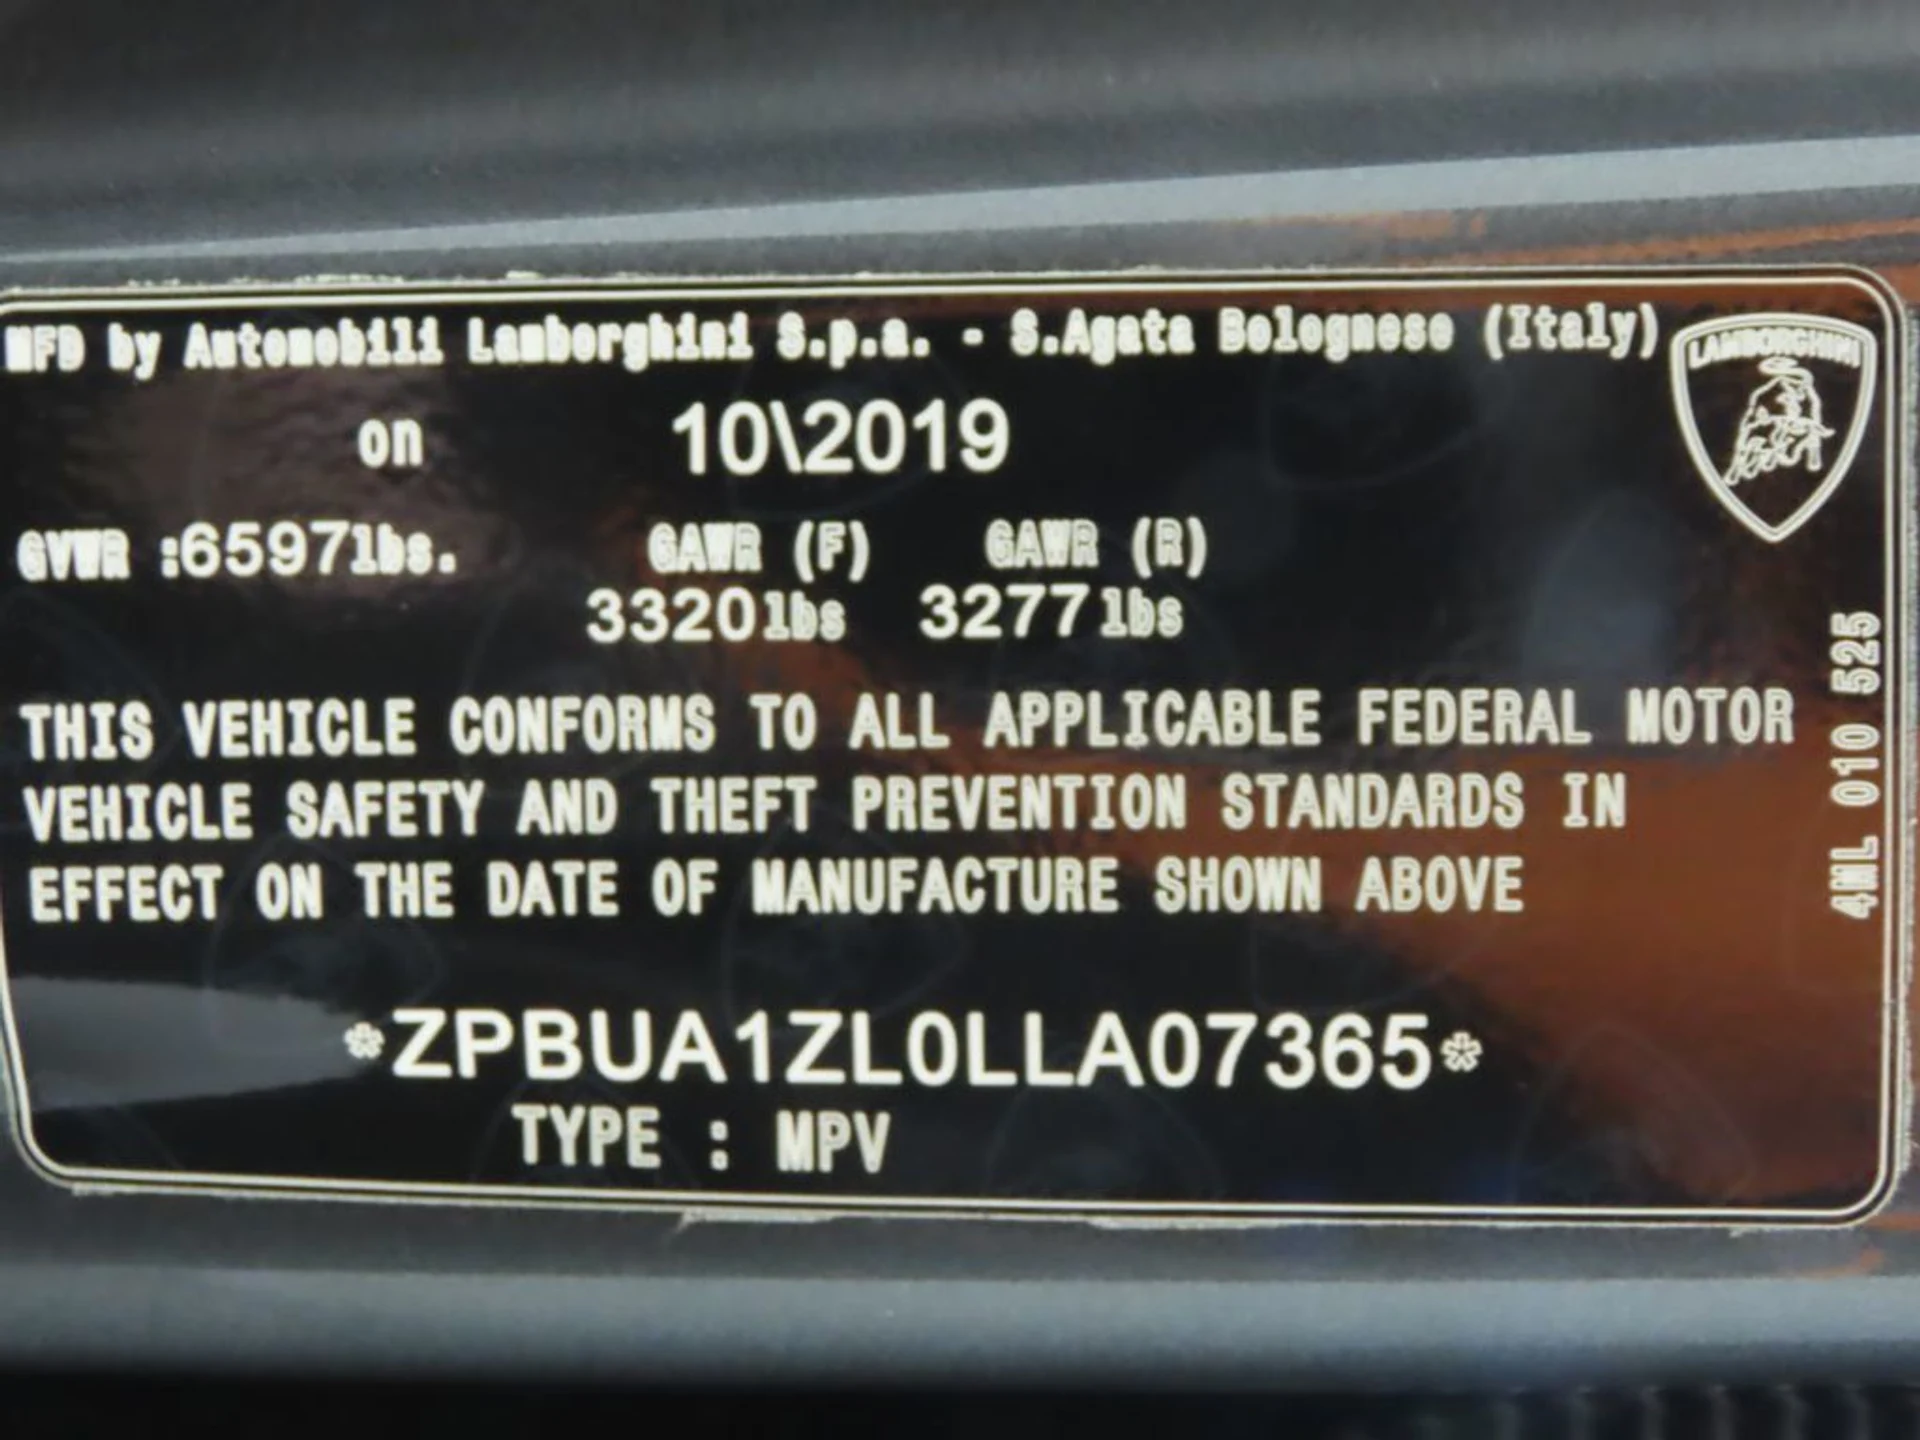 MFD by Automobili Lamborghini S.p.a. - S.Agata Bolognese (Italy)
LAMBORGHINI
on 10\2019
GVWR :6597lbs. GAWR (F) GAWR (R)
3320lbs 3277lbs
THIS VEHICLE CONFORMS TO ALL APPLICABLE FEDERAL MOTOR
VEHICLE SAFETY AND THEFT PREVENTION STANDARDS IN
EFFECT ON THE DATE OF MANUFACTURE SHOWN ABOVE
*ZPBUA1ZL0LLA07365*
TYPE : MPV
4ML 010 525